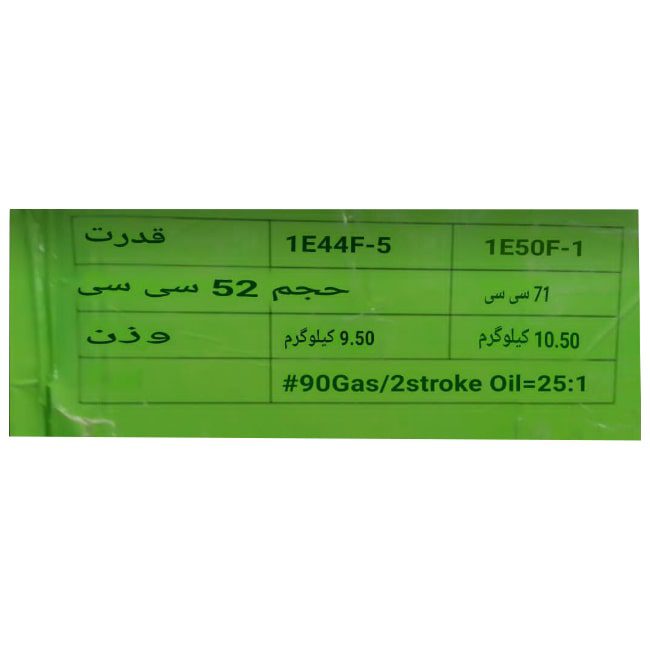 قدرت 1E44F-5 1E50F-1
حجم 52 سی سی 71 سی سی
وزن 9.50 کیلوگرم 10.50 کیلوگرم
#90Gas/2stroke Oil=25:1